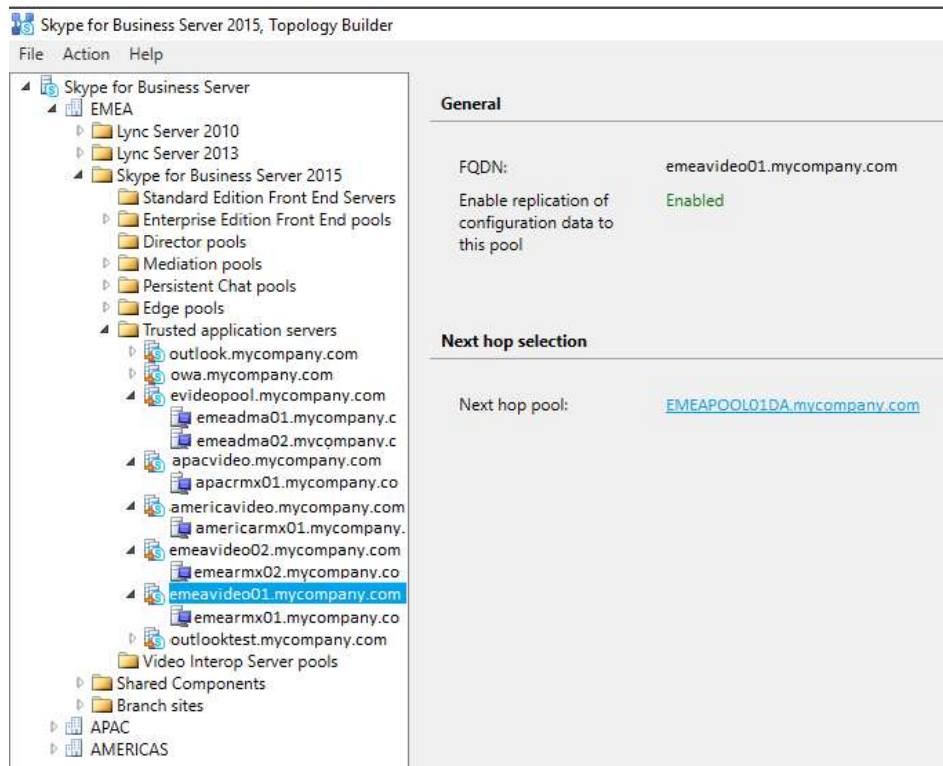 Skype for Business Server 2015, Topology Builder
File Action Help
Skype for Business Server
EMEA
Lync Server 2010
Lync Server 2013
Skype for Business Server 2015
Standard Edition Front End Servers
Enterprise Edition Front End pools
Director pools
Mediation pools
Persistent Chat pools
Edge pools
Trusted application servers
outlook.mycompany.com
owa.mycompany.com
evideopool.mycompany.com
emeadma01.mycompany.c
emeadma02.mycompany.c
apacvideo.mycompany.com
apacrmx01.mycompany.co
americavideo.mycompany.com
americarmx01.mycompany.
emeavideo02.mycompany.com
emearmx02.mycompany.co
emeavideo01.mycompany.com
emearmx01.mycompany.co
outlooktest.mycompany.com
Video Interop Server pools
Shared Components
Branch sites
APAC
AMERICAS
General
FQDN: emeavideo01.mycompany.com
Enable replication of Enabled
configuration data to
this pool
Next hop selection
Next hop pool: EMEAPOOL01DA.mycompany.com